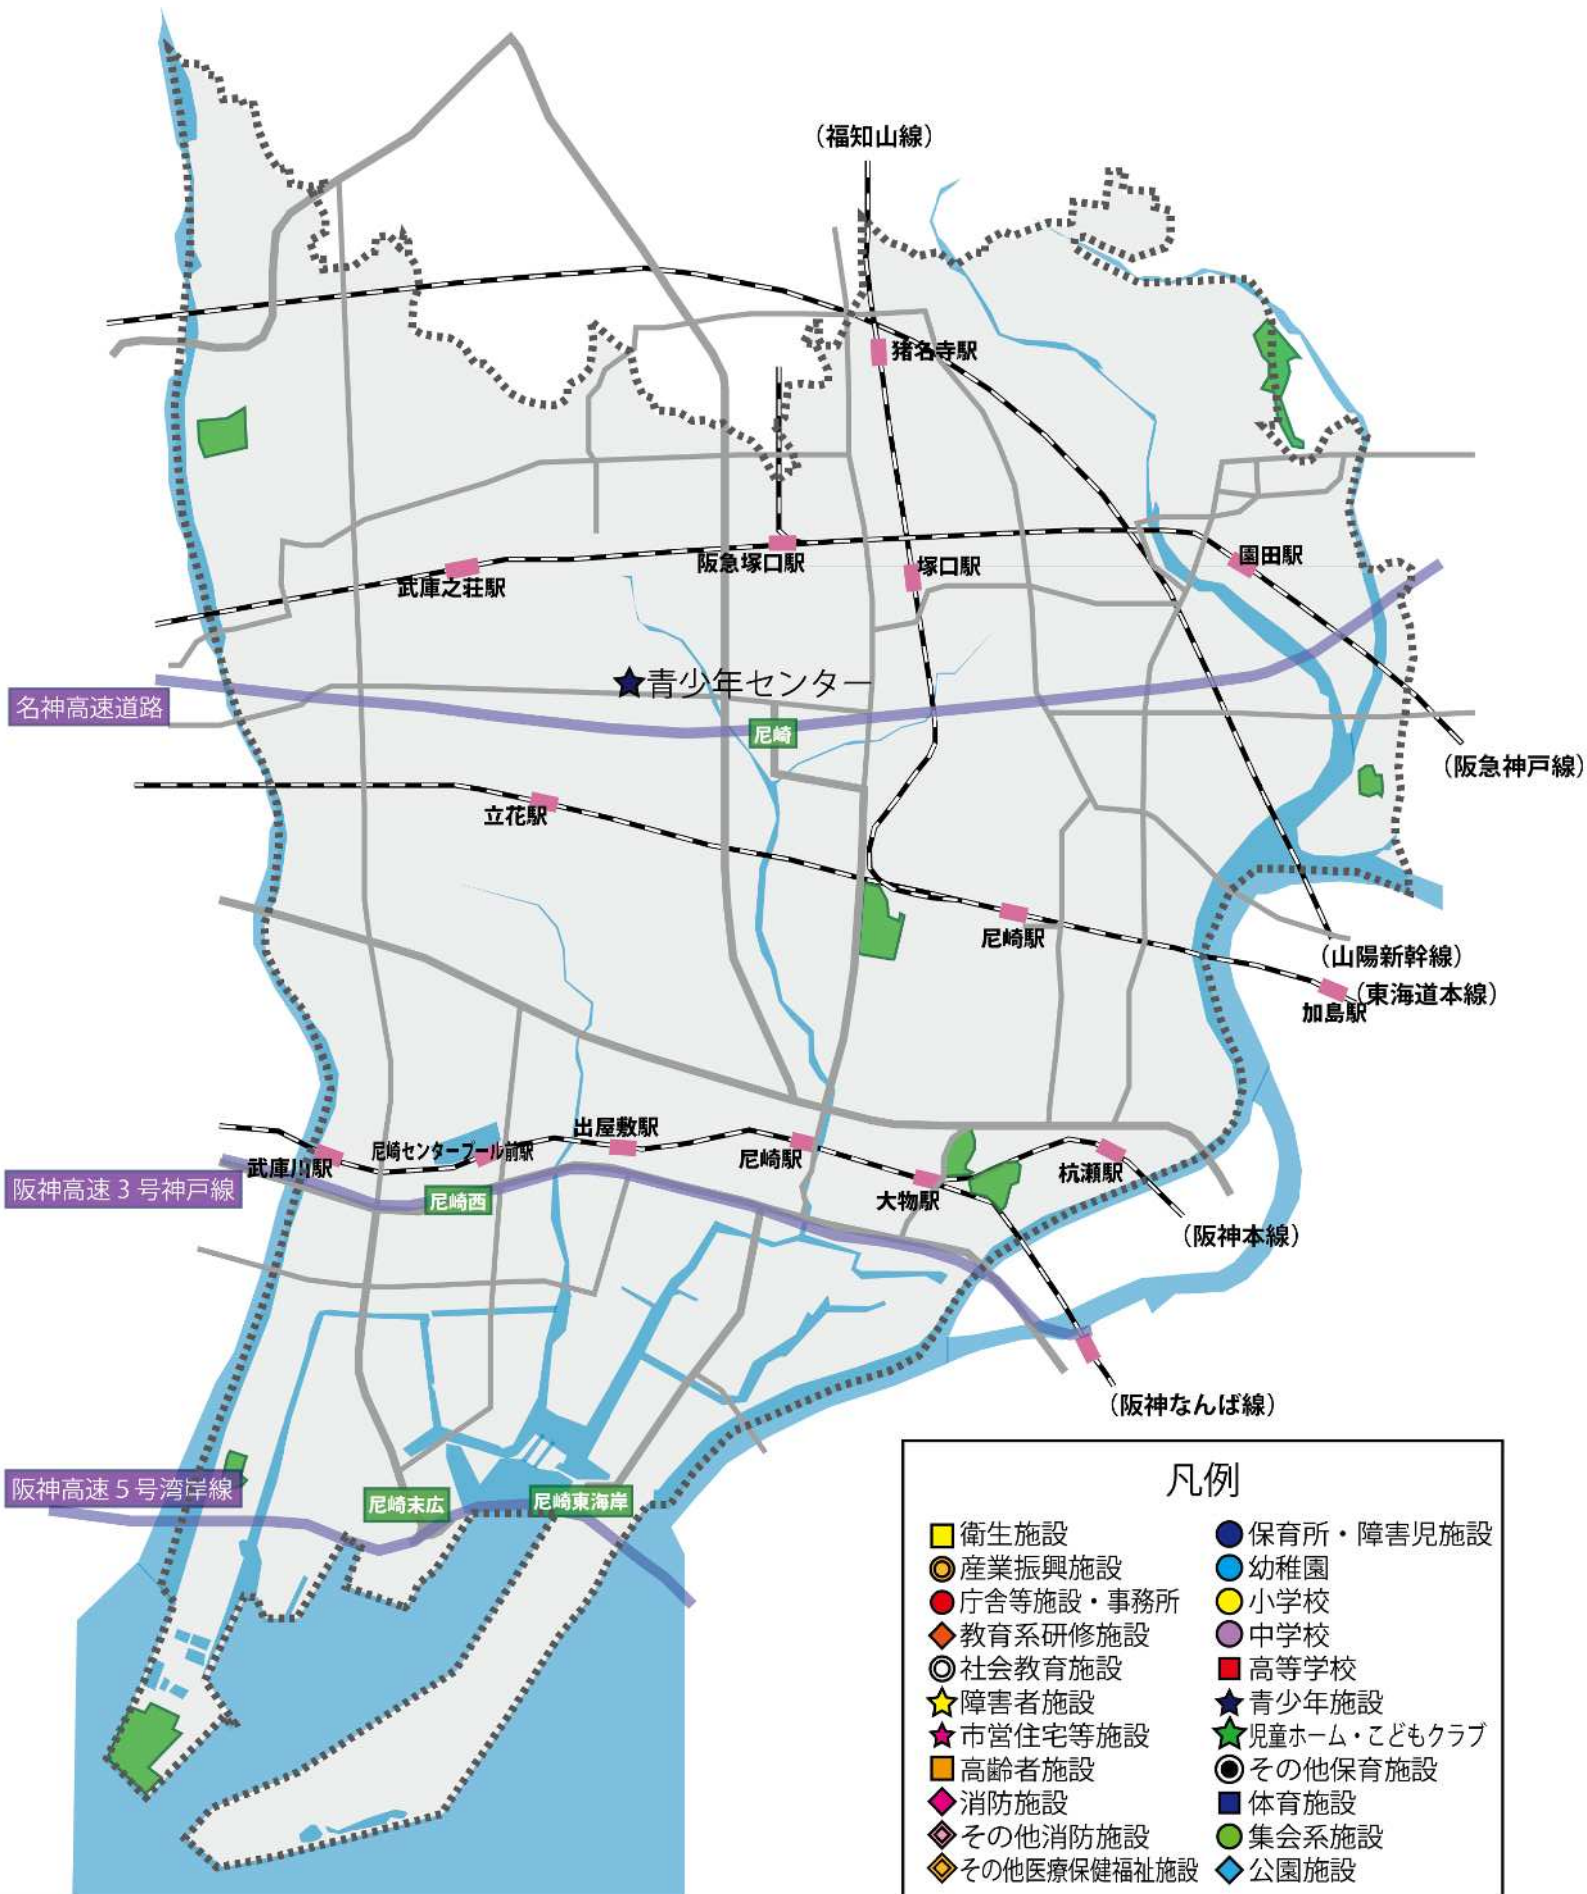 （福知山線）
猪名寺駅
阪急塚口駅
塚口駅
園田駅
武庫之荘駅
★青少年センター
名神高速道路
尼崎
（阪急神戸線）
立花駅
尼崎駅
（山陽新幹線）
（東海道本線）
加島駅
出屋敷駅
尼崎センタープール前駅
尼崎駅
武庫川駅
杭瀬駅
阪神高速３号神戸線
尼崎西
大物駅
（阪神本線）
（阪神なんば線）
阪神高速５号湾岸線
尼崎末広
尼崎東海岸
凡例
衛生施設
産業振興施設
庁舎等施設・事務所
教育系研修施設
社会教育施設
障害者施設
市営住宅等施設
高齢者施設
消防施設
その他消防施設
その他医療保健福祉施設
保育所・障害児施設
幼稚園
小学校
中学校
高等学校
青少年施設
児童ホーム・こどもクラブ
その他保育施設
体育施設
集会系施設
公園施設